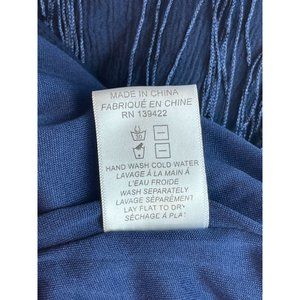 MADE IN CHINA
FABRIQUÉ EN CHINE
RN 139422
HAND WASH COLD WATER
LAVAGE À LA MAIN À
L'EAU FROIDE
WASH SEPARATELY
LAVAGE SÉPARÉMENT
LAY FLAT TO DRY
SÉCHAGE À PLAT